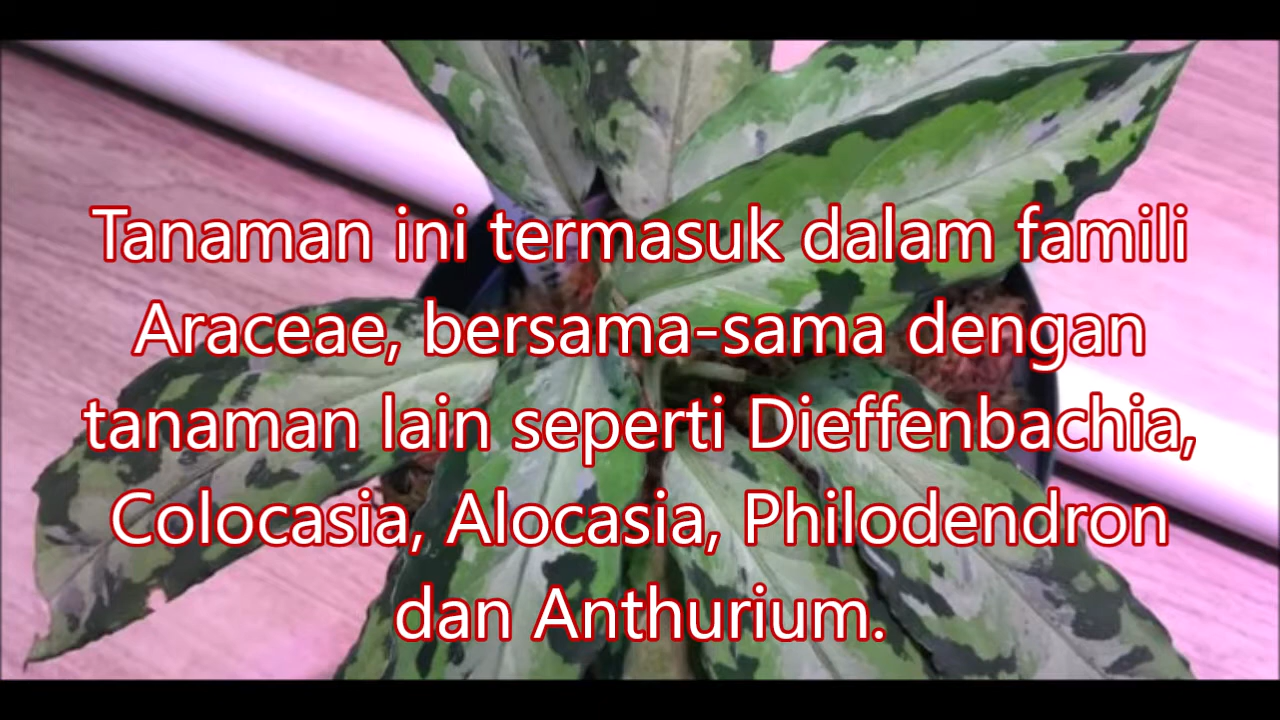 Tanaman ini termasuk dalam famili
Araceae, bersama-sama dengan
tanaman lain seperti Dieffenbachia,
Colocasia, Alocasia, Philodendron
dan Anthurium.